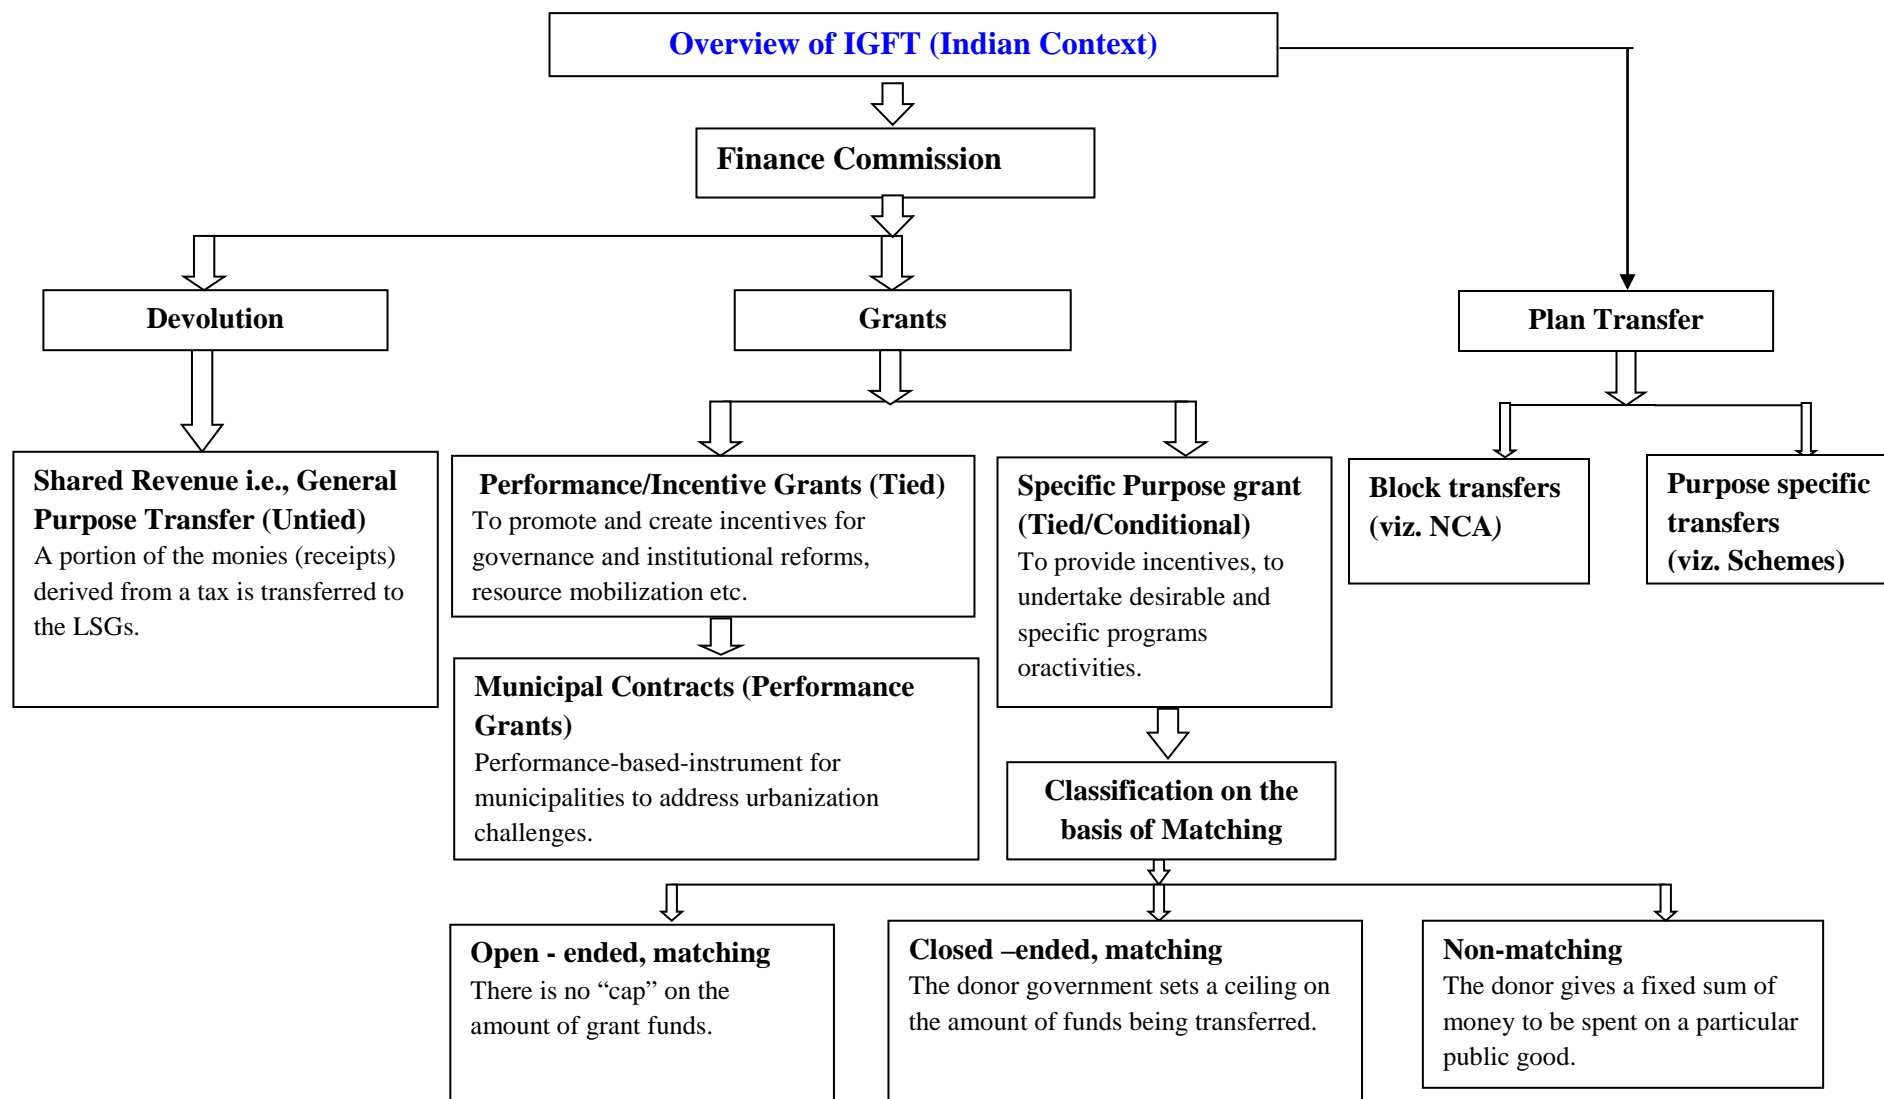 Overview of IGFT (Indian Context)
Finance Commission
Devolution
Grants
Plan Transfer
Shared Revenue i.e., General
Purpose Transfer (Untied)
A portion of the monies (receipts)
derived from a tax is transferred to
the LSGs.
Performance/Incentive Grants (Tied)
To promote and create incentives for
governance and institutional reforms,
resource mobilization etc.
Specific Purpose grant
(Tied/Conditional)
To provide incentives, to
undertake desirable and
specific programs
oractivities.
Block transfers
(viz. NCA)
Purpose specific
transfers
(viz. Schemes)
Municipal Contracts (Performance
Grants)
Performance-based-instrument for
municipalities to address urbanization
challenges.
Classification on the
basis of Matching
Open - ended, matching
There is no “cap” on the
amount of grant funds.
Closed –ended, matching
The donor government sets a ceiling on
the amount of funds being transferred.
Non-matching
The donor gives a fixed sum of
money to be spent on a particular
public good.